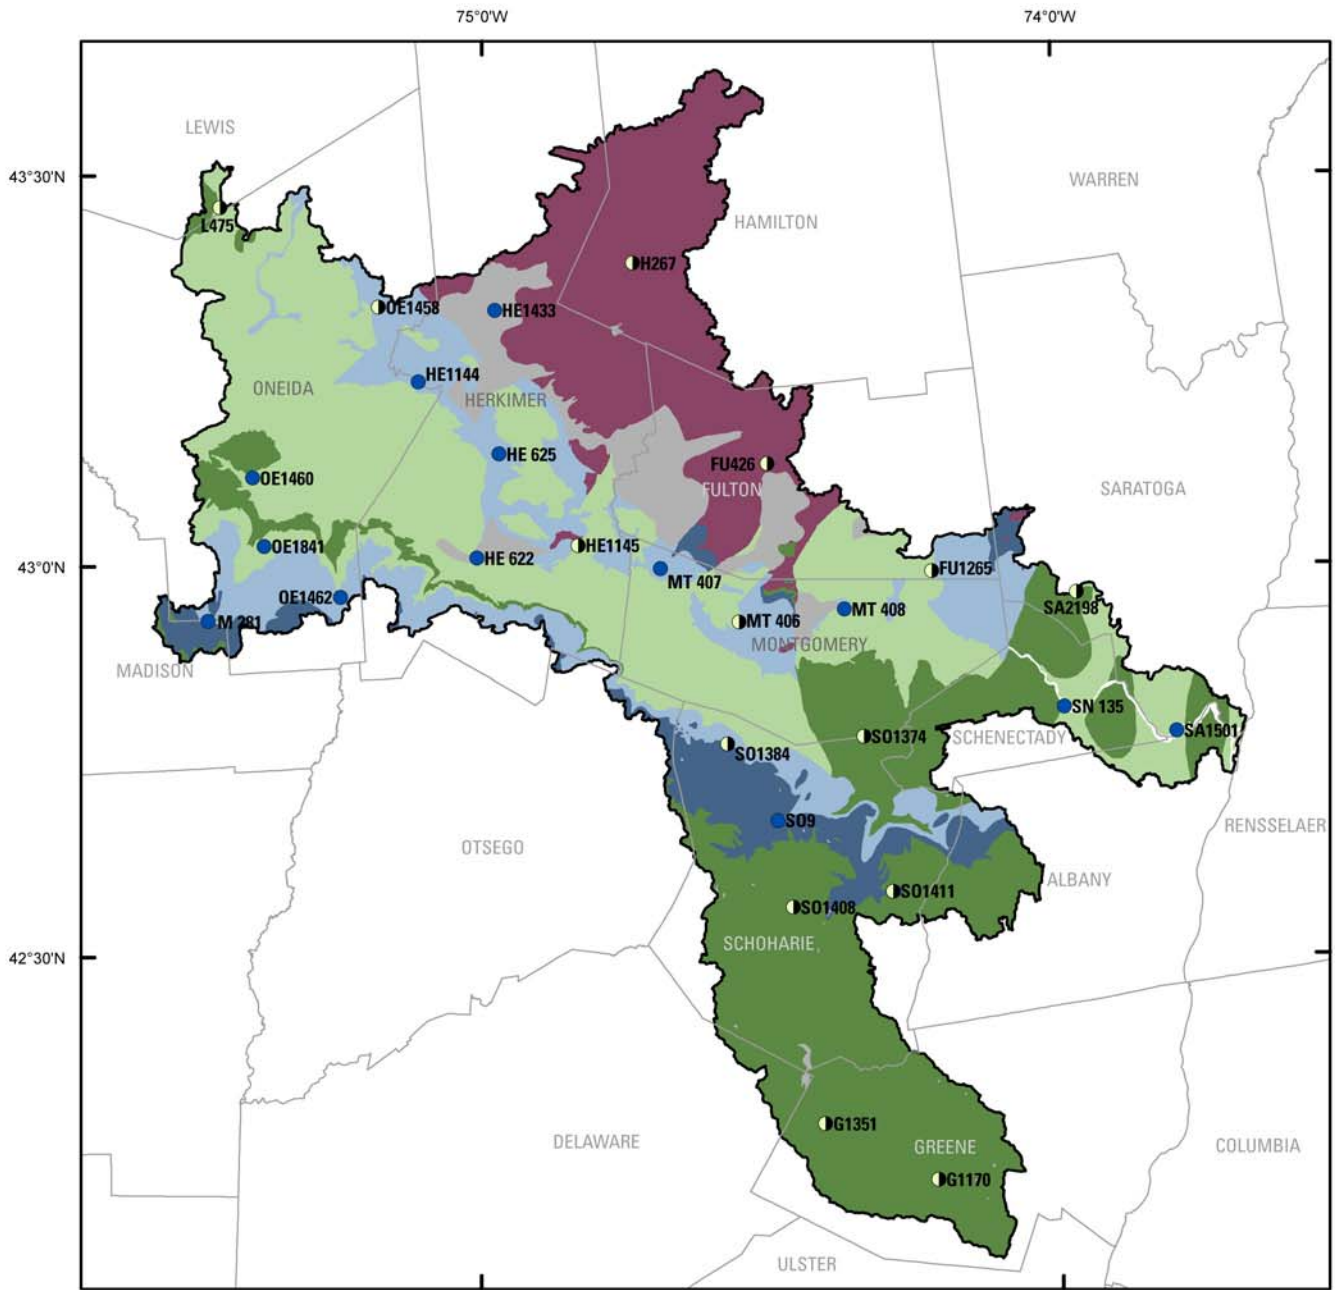 75°0'W
74°0'W
LEWIS
43°30'N
WARREN
L475
HAMILTON
H267
OE1458
HE1433
HE1144
ONEIDA
HERKIMER
HE 625
FU426
OE1460
FULTON
SARATOGA
OE1841
HE1145
HE 622
43°0'N
FU1265
MT 407
OE1462
SA2198
MT 408
M 281
MT 406
MONTGOMERY
MADISON
SN 135
SA1501
SO1374
SCHENECTADY
SO1384
SO9
RENSSELAER
OTSEGO
ALBANY
SO1411
SO1408
SCHOHARIE
42°30'N
G1351
DELAWARE
GREENE
COLUMBIA
G1170
ULSTER